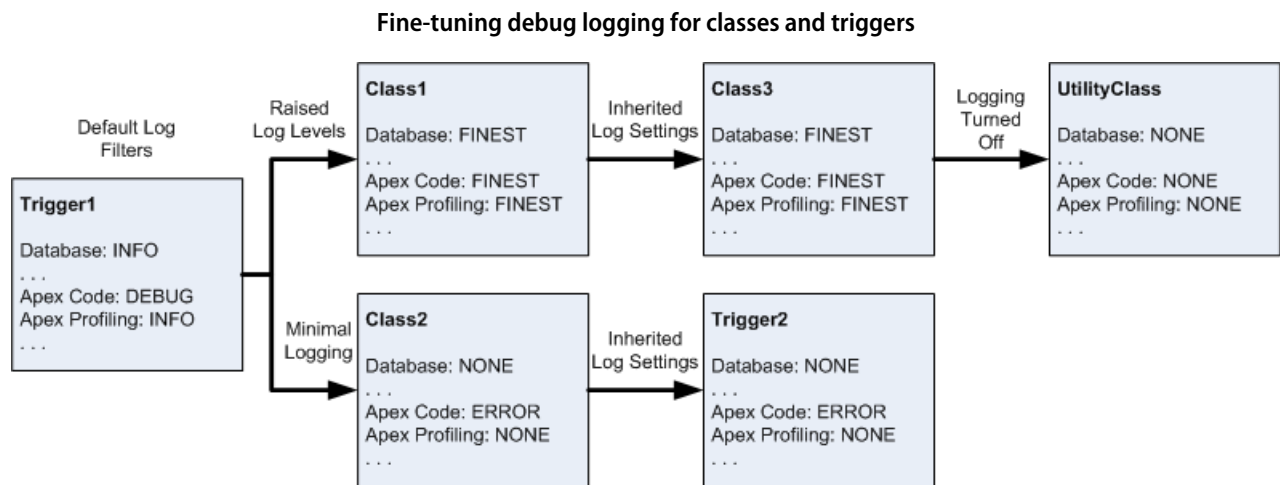 Fine-tuning debug logging for classes and triggers
Default Log
Filters
Trigger1
Database: INFO
. . .
Apex Code: DEBUG
Apex Profiling: INFO
. . .
Raised
Log Levels
Class1
Database: FINEST
. . .
Apex Code: FINEST
Apex Profiling: FINEST
. . .
Inherited
Log Settings
Class3
Database: FINEST
. . .
Apex Code: FINEST
Apex Profiling: FINEST
. . .
Logging
Turned
Off
UtilityClass
Database: NONE
. . .
Apex Code: NONE
Apex Profiling: NONE
. . .
Minimal
Logging
Class2
Database: NONE
. . .
Apex Code: ERROR
Apex Profiling: NONE
. . .
Inherited
Log Settings
Trigger2
Database: NONE
. . .
Apex Code: ERROR
Apex Profiling: NONE
. . .